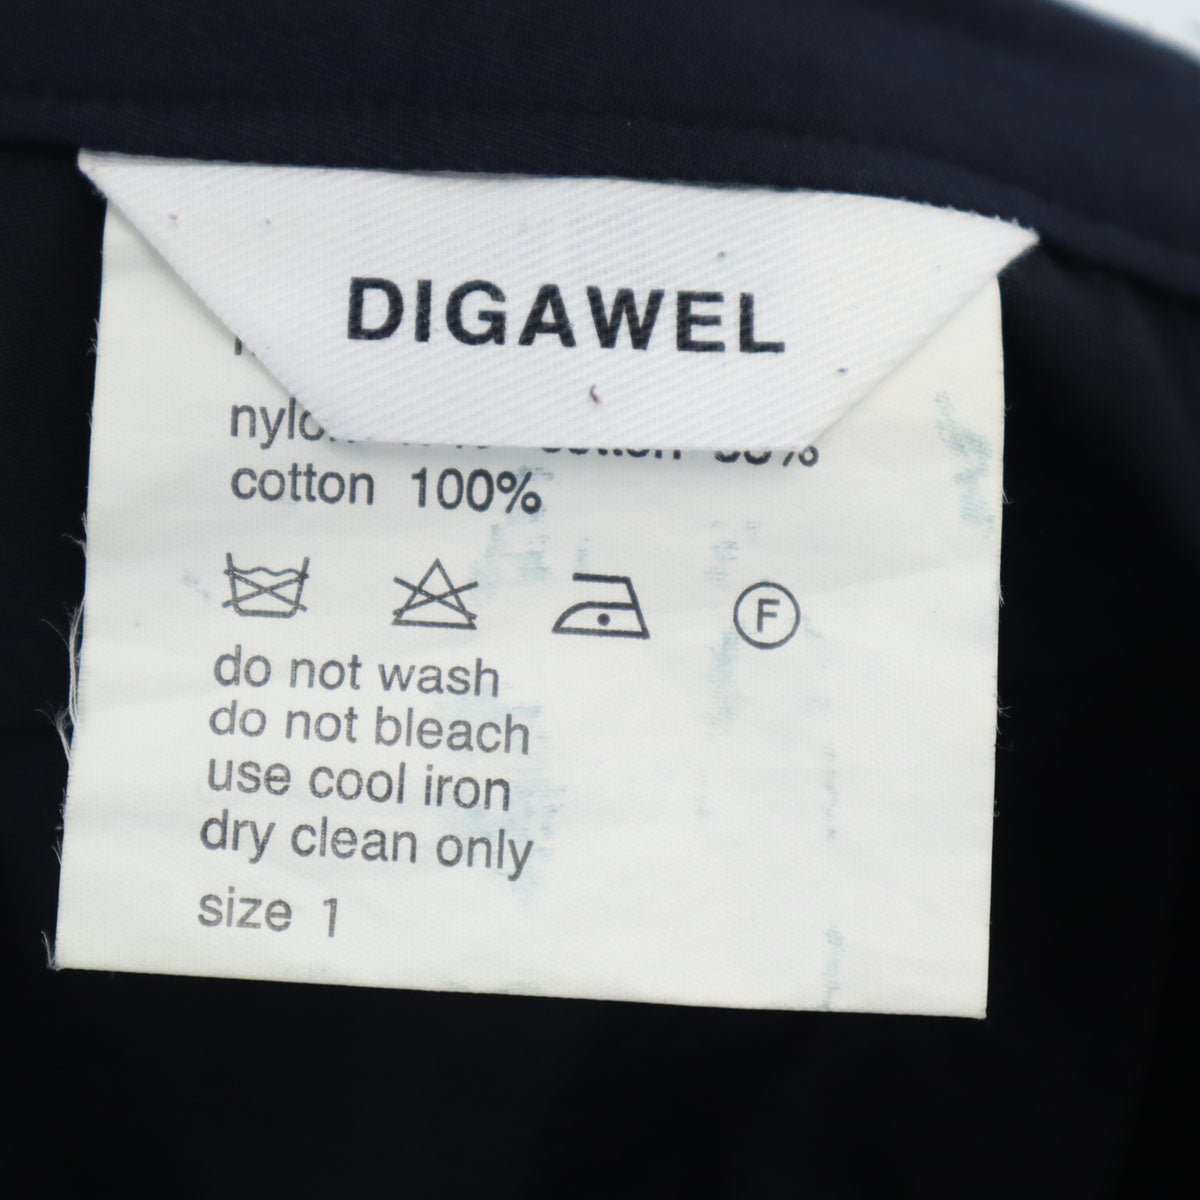 DIGAWEL
cotton 100%
F
do not wash
do not bleach
use cool iron
dry clean only
size 1